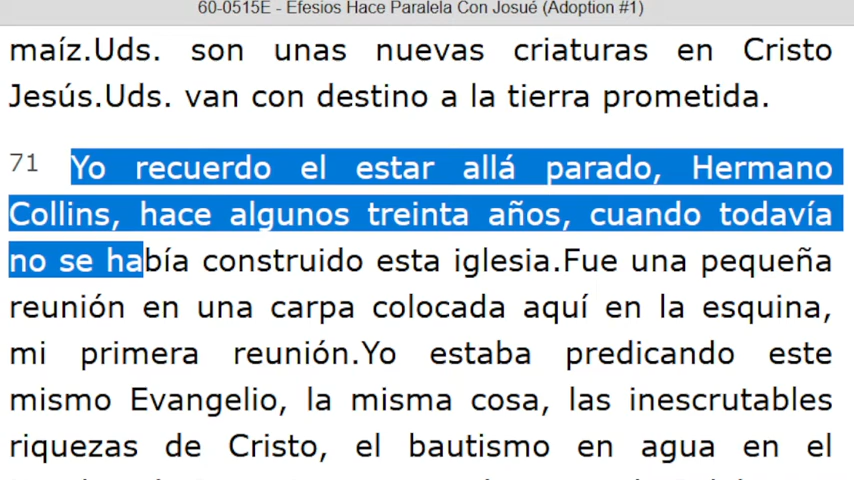 60-0515E - Efesios Hace Paralela Con Josué (Adoption #1)
maíz.Uds. son unas nuevas criaturas en Cristo
Jesús.Uds. van con destino a la tierra prometida.
71 Yo recuerdo el estar allá parado, Hermano
Collins, hace algunos treinta años, cuando todavía
no se había construido esta iglesia.Fue una pequeña
reunión en una carpa colocada aquí en la esquina,
mi primera reunión.Yo estaba predicando este
mismo Evangelio, la misma cosa, las inescrutables
riquezas de Cristo, el bautismo en agua en el